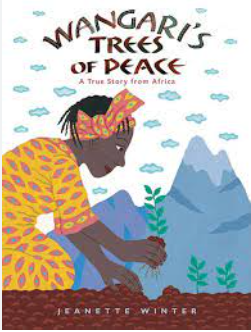 WANGARI'S
TREES
OF PEACE
A True Story from Africa
JEANETTE WINTER